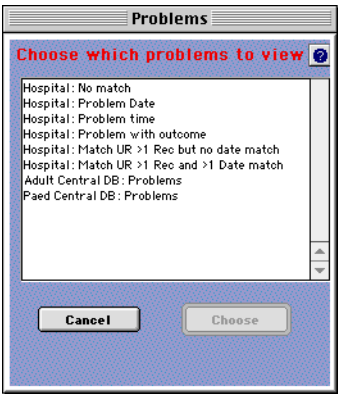 Problems
Choose which problems to view ?
Hospital: No match
Hospital: Problem Date
Hospital: Problem time
Hospital: Problem with outcome
Hospital: Match UR >1 Rec but no date match
Hospital: Match UR >1 Rec and >1 Date match
Adult Central DB: Problems
Paed Central DB: Problems
Cancel Choose